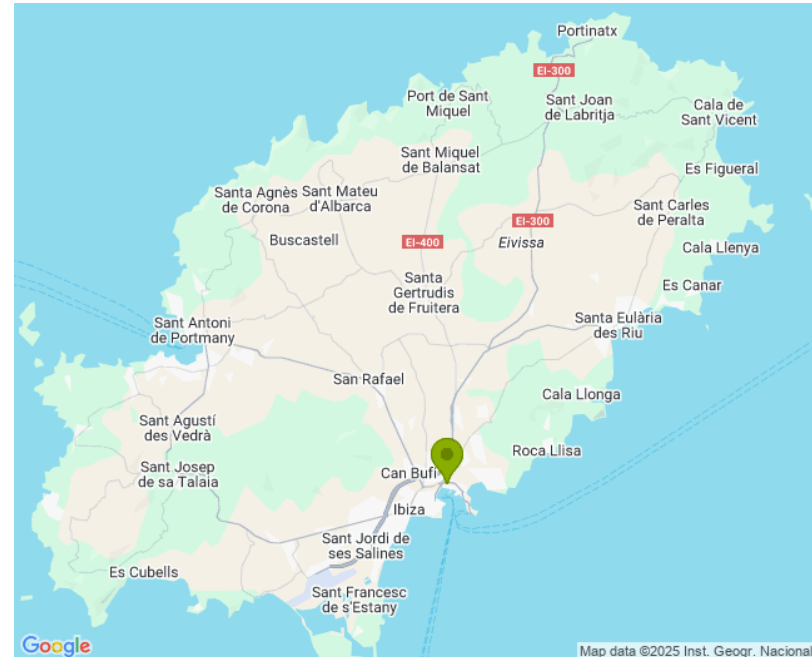 Portinatx
EI-300
Port de Sant
Miquel
Sant Joan
de Labritja
Cala de
Sant Vicent
Sant Miquel
de Balansat
Es Figueral
Santa Agnès
de Corona
Sant Mateu
d'Albarca
Sant Carles
de Peralta
EI-300
Buscastell
EI-400
Eivissa
Cala Llenya
Santa
Gertrudis
de Fruitera
Es Canar
Sant Antoni
de Portmany
Santa Eulària
des Riu
San Rafael
Cala Llonga
Sant Agustí
des Vedrà
Roca Llisa
Sant Josep
de sa Talaia
Can Bufí
Ibiza
Sant Jordi de
ses Salines
Es Cubells
Sant Francesc
de s'Estany
Google
Map data ©2025 Inst. Geogr. Nacional